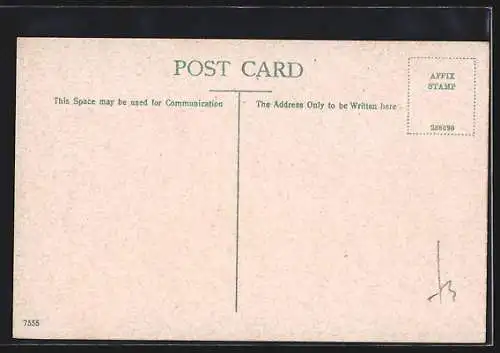 POST CARD
This Space may be used for Communication
The Address Only to be Written here
AFFIX
STAMP
7555